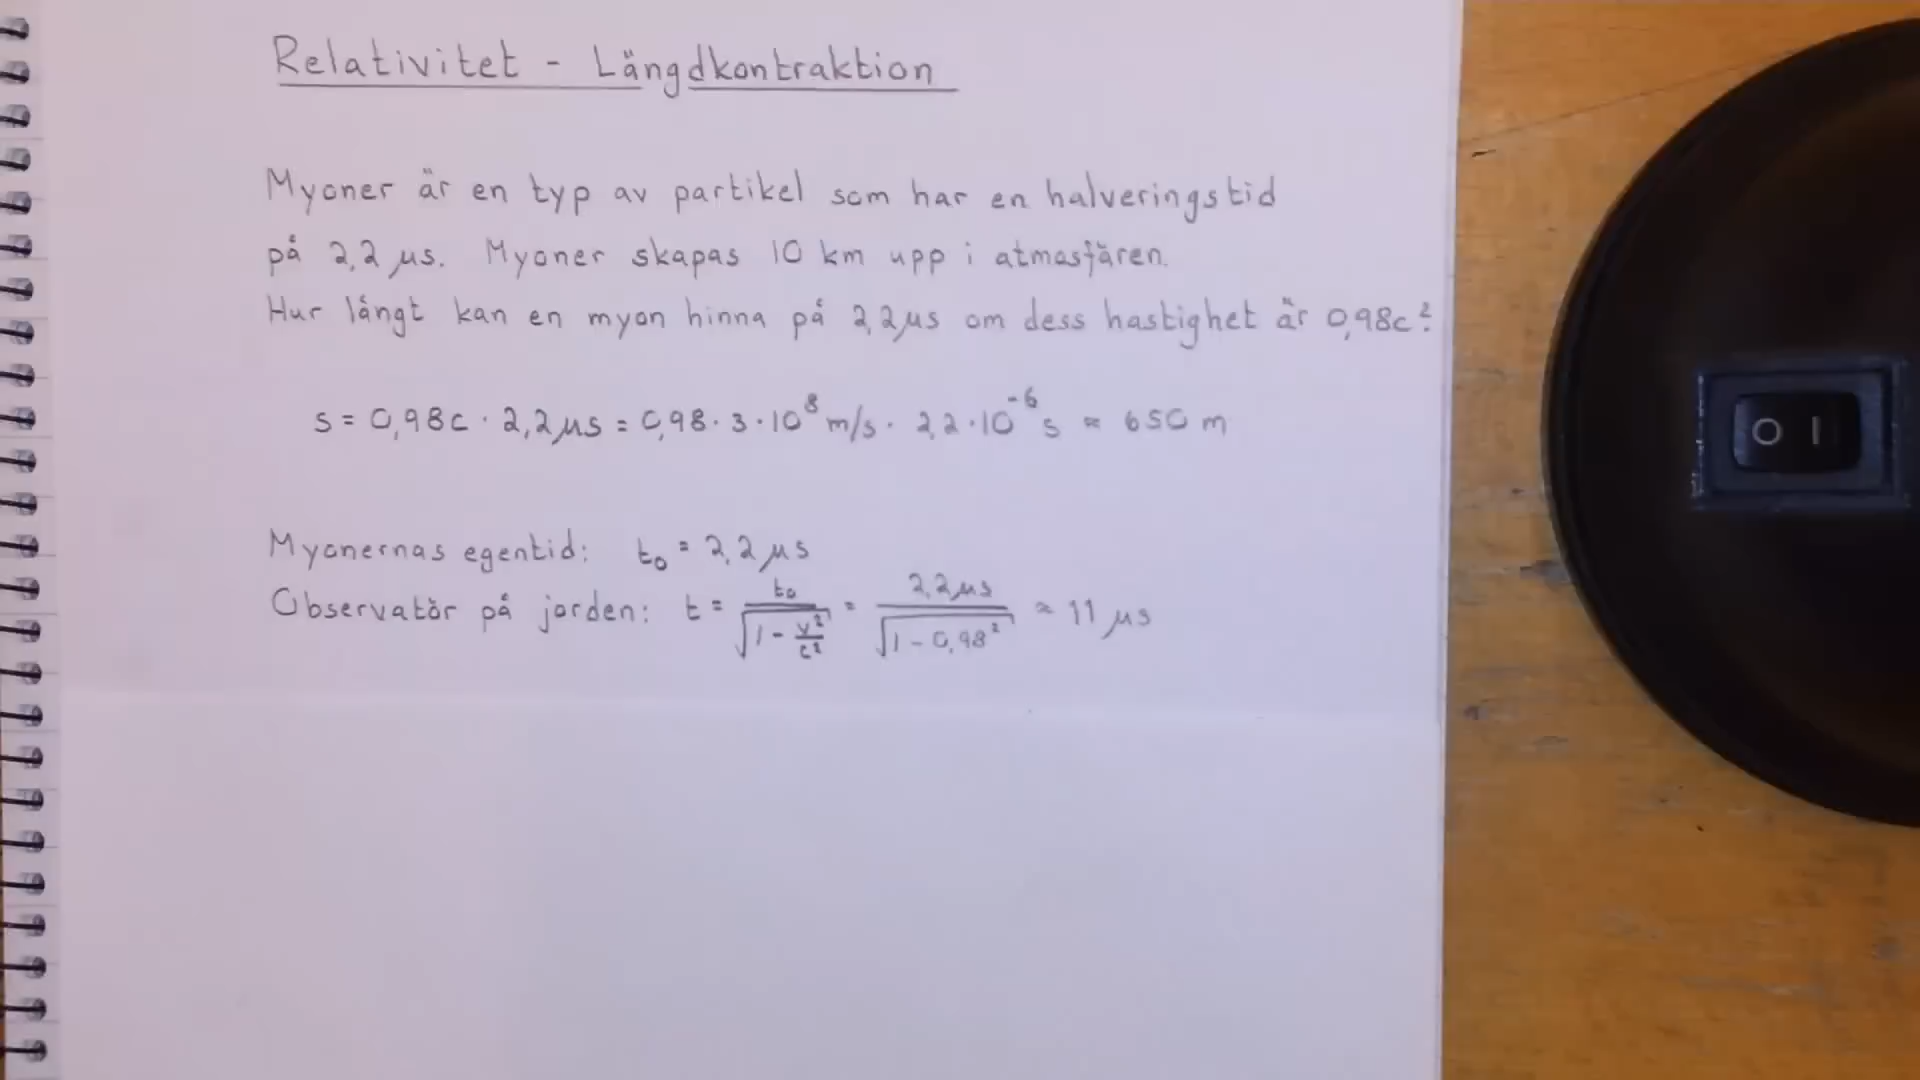 Relativitet - Längdkontraktion
Myoner är en typ av partikel som har en halveringstid
på 2,2 μs. Myoner skapas 10 km upp i atmosfären.
Hur långt kan en myon hinna på 2,2 μs om dess hastighet är 0,98c?
s = 0,98c · 2,2 μs = 0,98 · 3 · 10⁸ m/s · 2,2 · 10⁻⁶ s ≈ 650 m
Myonernas egentid: t₀ = 2,2 μs
Observatör på jorden: t = t₀/√(1 - v²/c²) = 2,2 μs/√(1 - 0,98²) ≈ 11 μs
O I